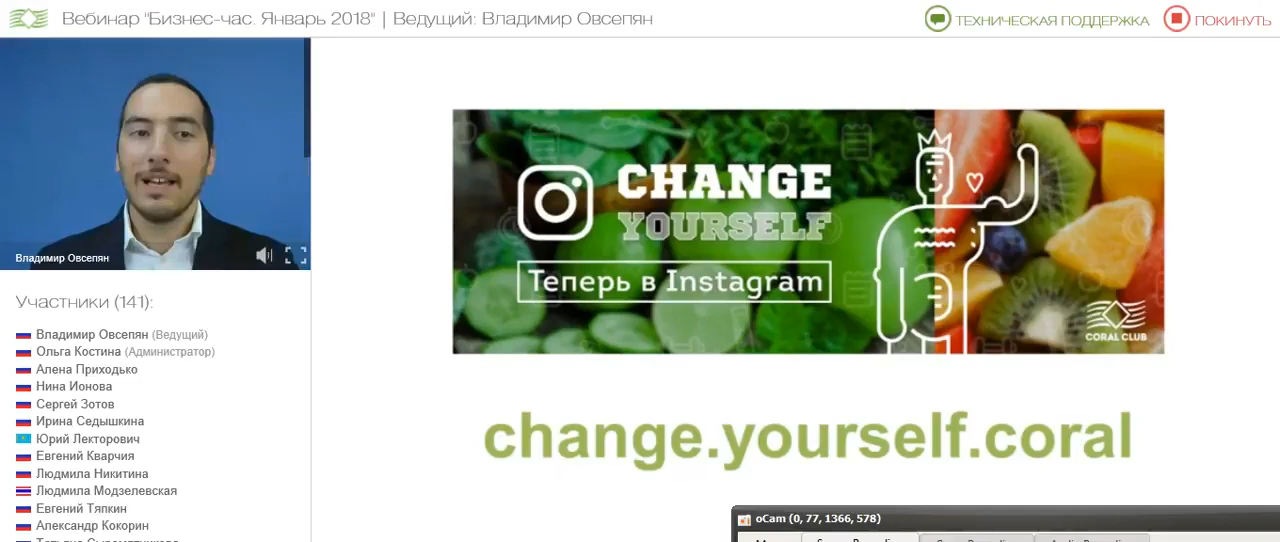 Вебинар "Бизнес-час. Январь 2018" | Ведущий: Владимир Овсепян
ТЕХНИЧЕСКАЯ ПОДДЕРЖКА
ПОКИНУТЬ
Владимир Овсепян
Участники (141):
Владимир Овсепян (Ведущий)
Ольга Костина (Администратор)
Алена Приходько
Нина Ионова
Сергей Зотов
Ирина Седышкина
Юрий Лекторович
Евгений Кварчия
Людмила Никитина
Людмила Модзелевская
Евгений Тяпкин
Александр Кокорин
CHANGE
YOURSELF
Теперь в Instagram
CORAL CLUB
change.yourself.coral
oCam (0, 77, 1366, 578)